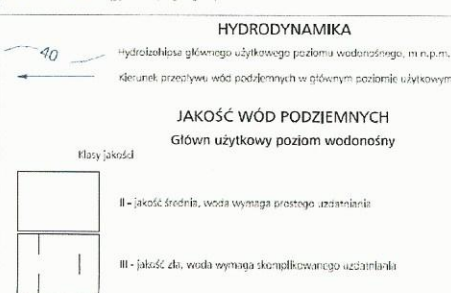 HYDRODYNAMIKA
40
Hydroizohipsa głównego użytkowego poziomu wodonośnego, m n.p.m.
Kierunek przepływu wód podziemnych w głównym poziomie użytkowym
JAKOŚĆ WÓD PODZIEMNYCH
Główn użytkowy poziom wodonośny
Klasy jakości
II - jakość średnia, woda wymaga prostego uzdatniania
III - jakość zła, woda wymaga skomplikowanego uzdatniania